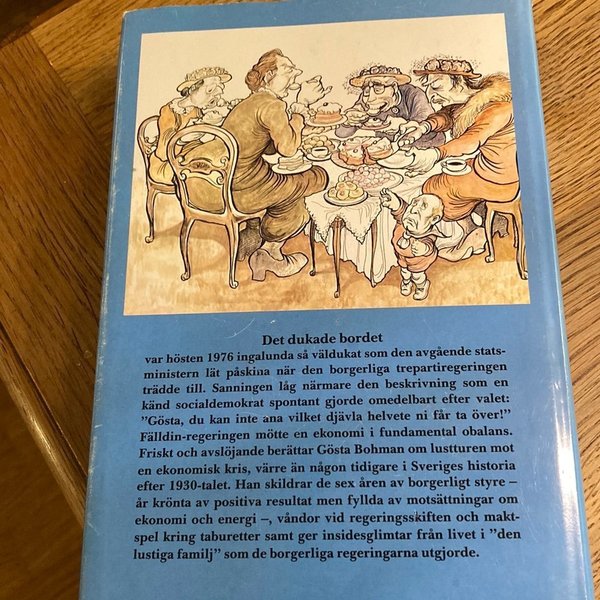 Det dukade bordet
var hösten 1976 ingalunda så väldukat som den avgående stats-
ministern lät påskina när den borgerliga trepartiregeringen
trädde till. Sanningen låg närmare den beskrivning som en
känd socialdemokrat spontant gjorde omedelbart efter valet:
”Gösta, du kan inte ana vilket djävla helvete ni får ta över!”
Fälldin-regeringen mötte en ekonomi i fundamental obalans.
Friskt och avslöjande berättar Gösta Bohman om lustturen mot
en ekonomisk kris, värre än någon tidigare i Sveriges historia
efter 1930-talet. Han skildrar de sex åren av borgerligt styre –
år krönta av positiva resultat men fyllda av motsättningar om
ekonomi och energi –, våndor vid regeringsskiften och makt-
spel kring taburetter samt ger insidesglimtar från livet i ”den
lustiga familj” som de borgerliga regeringarna utgjorde.